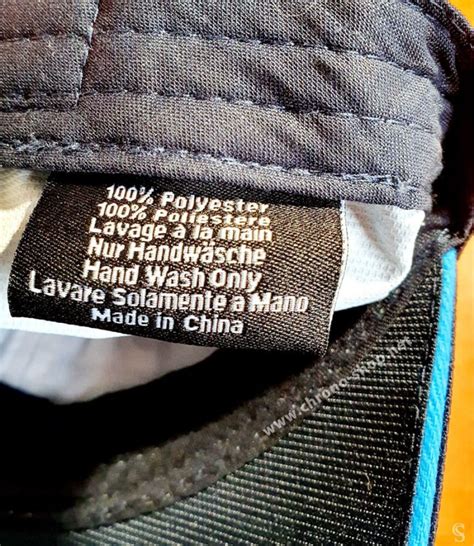 100% Polyester
100% Poliestere
Lavage à la main
Nur Handwäsche
Hand Wash Only
Lavare Solamente a Mano
Made in China
www.chrono-shop.net